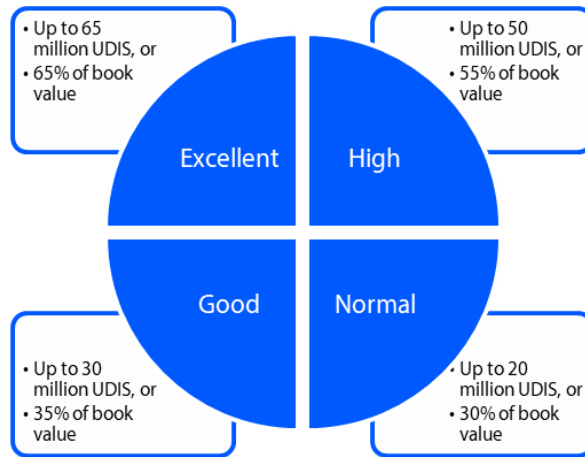 • Up to 65
million UDIS, or
• 65% of book
value
• Up to 50
million UDIS, or
• 55% of book
value
Excellent
High
Good
Normal
• Up to 30
million UDIS, or
• 35% of book
value
• Up to 20
million UDIS, or
• 30% of book
value